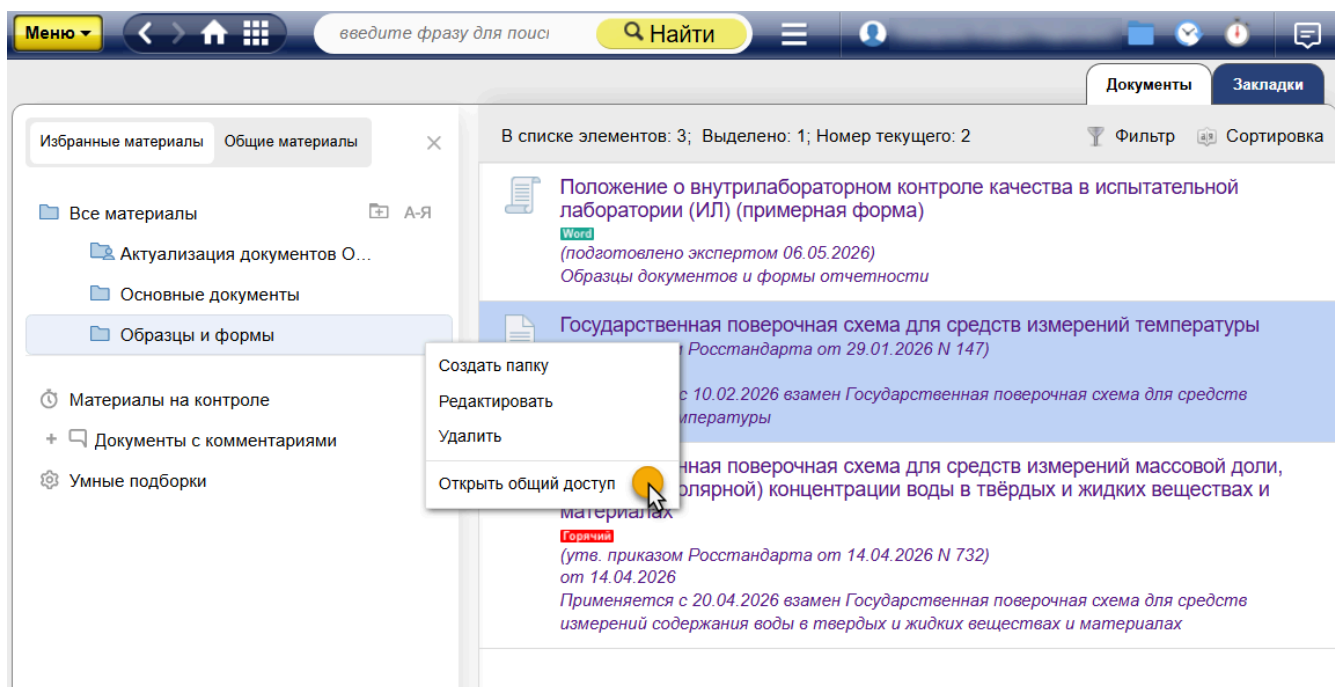 Меню
введите фразу для поис
Найти
Документы
Закладки
Избранные материалы
Общие материалы
Все материалы
А-Я
Актуализация документов О...
Основные документы
Образцы и формы
Материалы на контроле
Документы с комментариями
Умные подборки
В списке элементов: 3; Выделено: 1; Номер текущего: 2
Фильтр
Сортировка
Положение о внутрилабораторном контроле качества в испытательной
лаборатории (ИЛ) (примерная форма)
Word
(подготовлено экспертом 06.05.2026)
Образцы документов и формы отчетности
Государственная поверочная схема для средств измерений температуры
Росстандарта от 29.01.2026 N 147)
с 10.02.2026 взамен Государственная поверочная схема для средств
мпературы
Создать папку
Редактировать
Удалить
Открыть общий доступ
нная поверочная схема для средств измерений массовой доли,
олярной) концентрации воды в твёрдых и жидких веществах и
материалах
Горячий
(утв. приказом Росстандарта от 14.04.2026 N 732)
от 14.04.2026
Применяется с 20.04.2026 взамен Государственная поверочная схема для средств
измерений содержания воды в твердых и жидких веществах и материалах